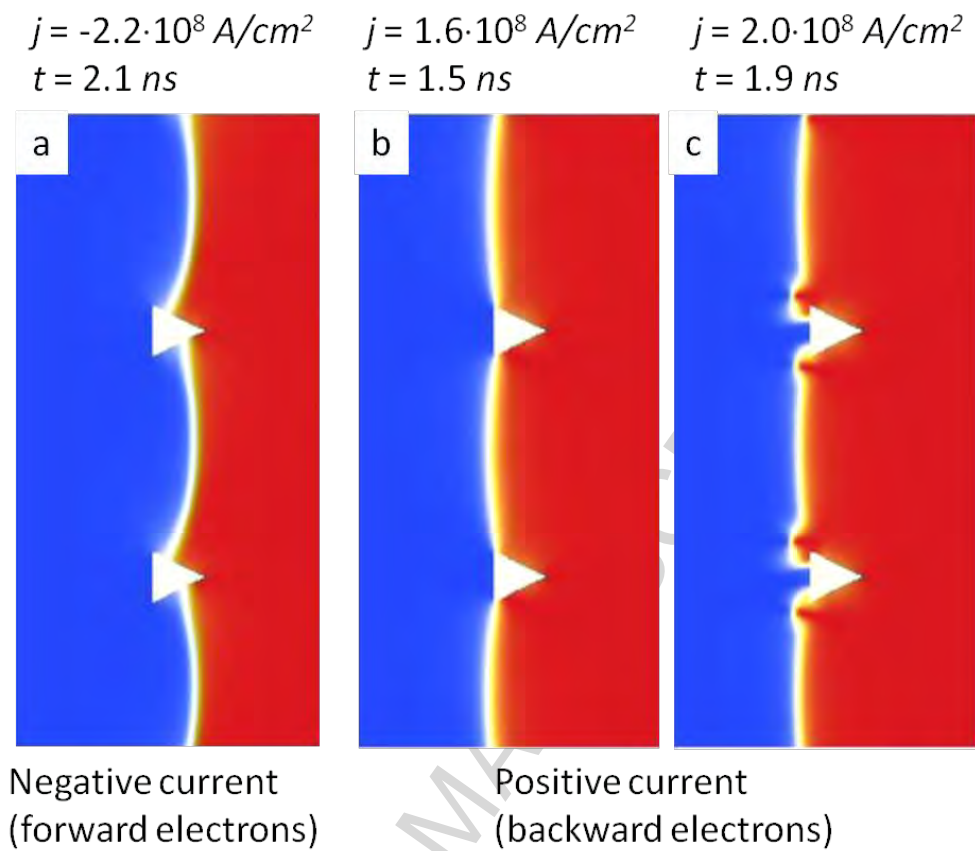 j = -2.2·10⁸ A/cm²
t = 2.1 ns
j = 1.6·10⁸ A/cm²
t = 1.5 ns
j = 2.0·10⁸ A/cm²
t = 1.9 ns
a
b
c
Negative current
(forward electrons)
Positive current
(backward electrons)